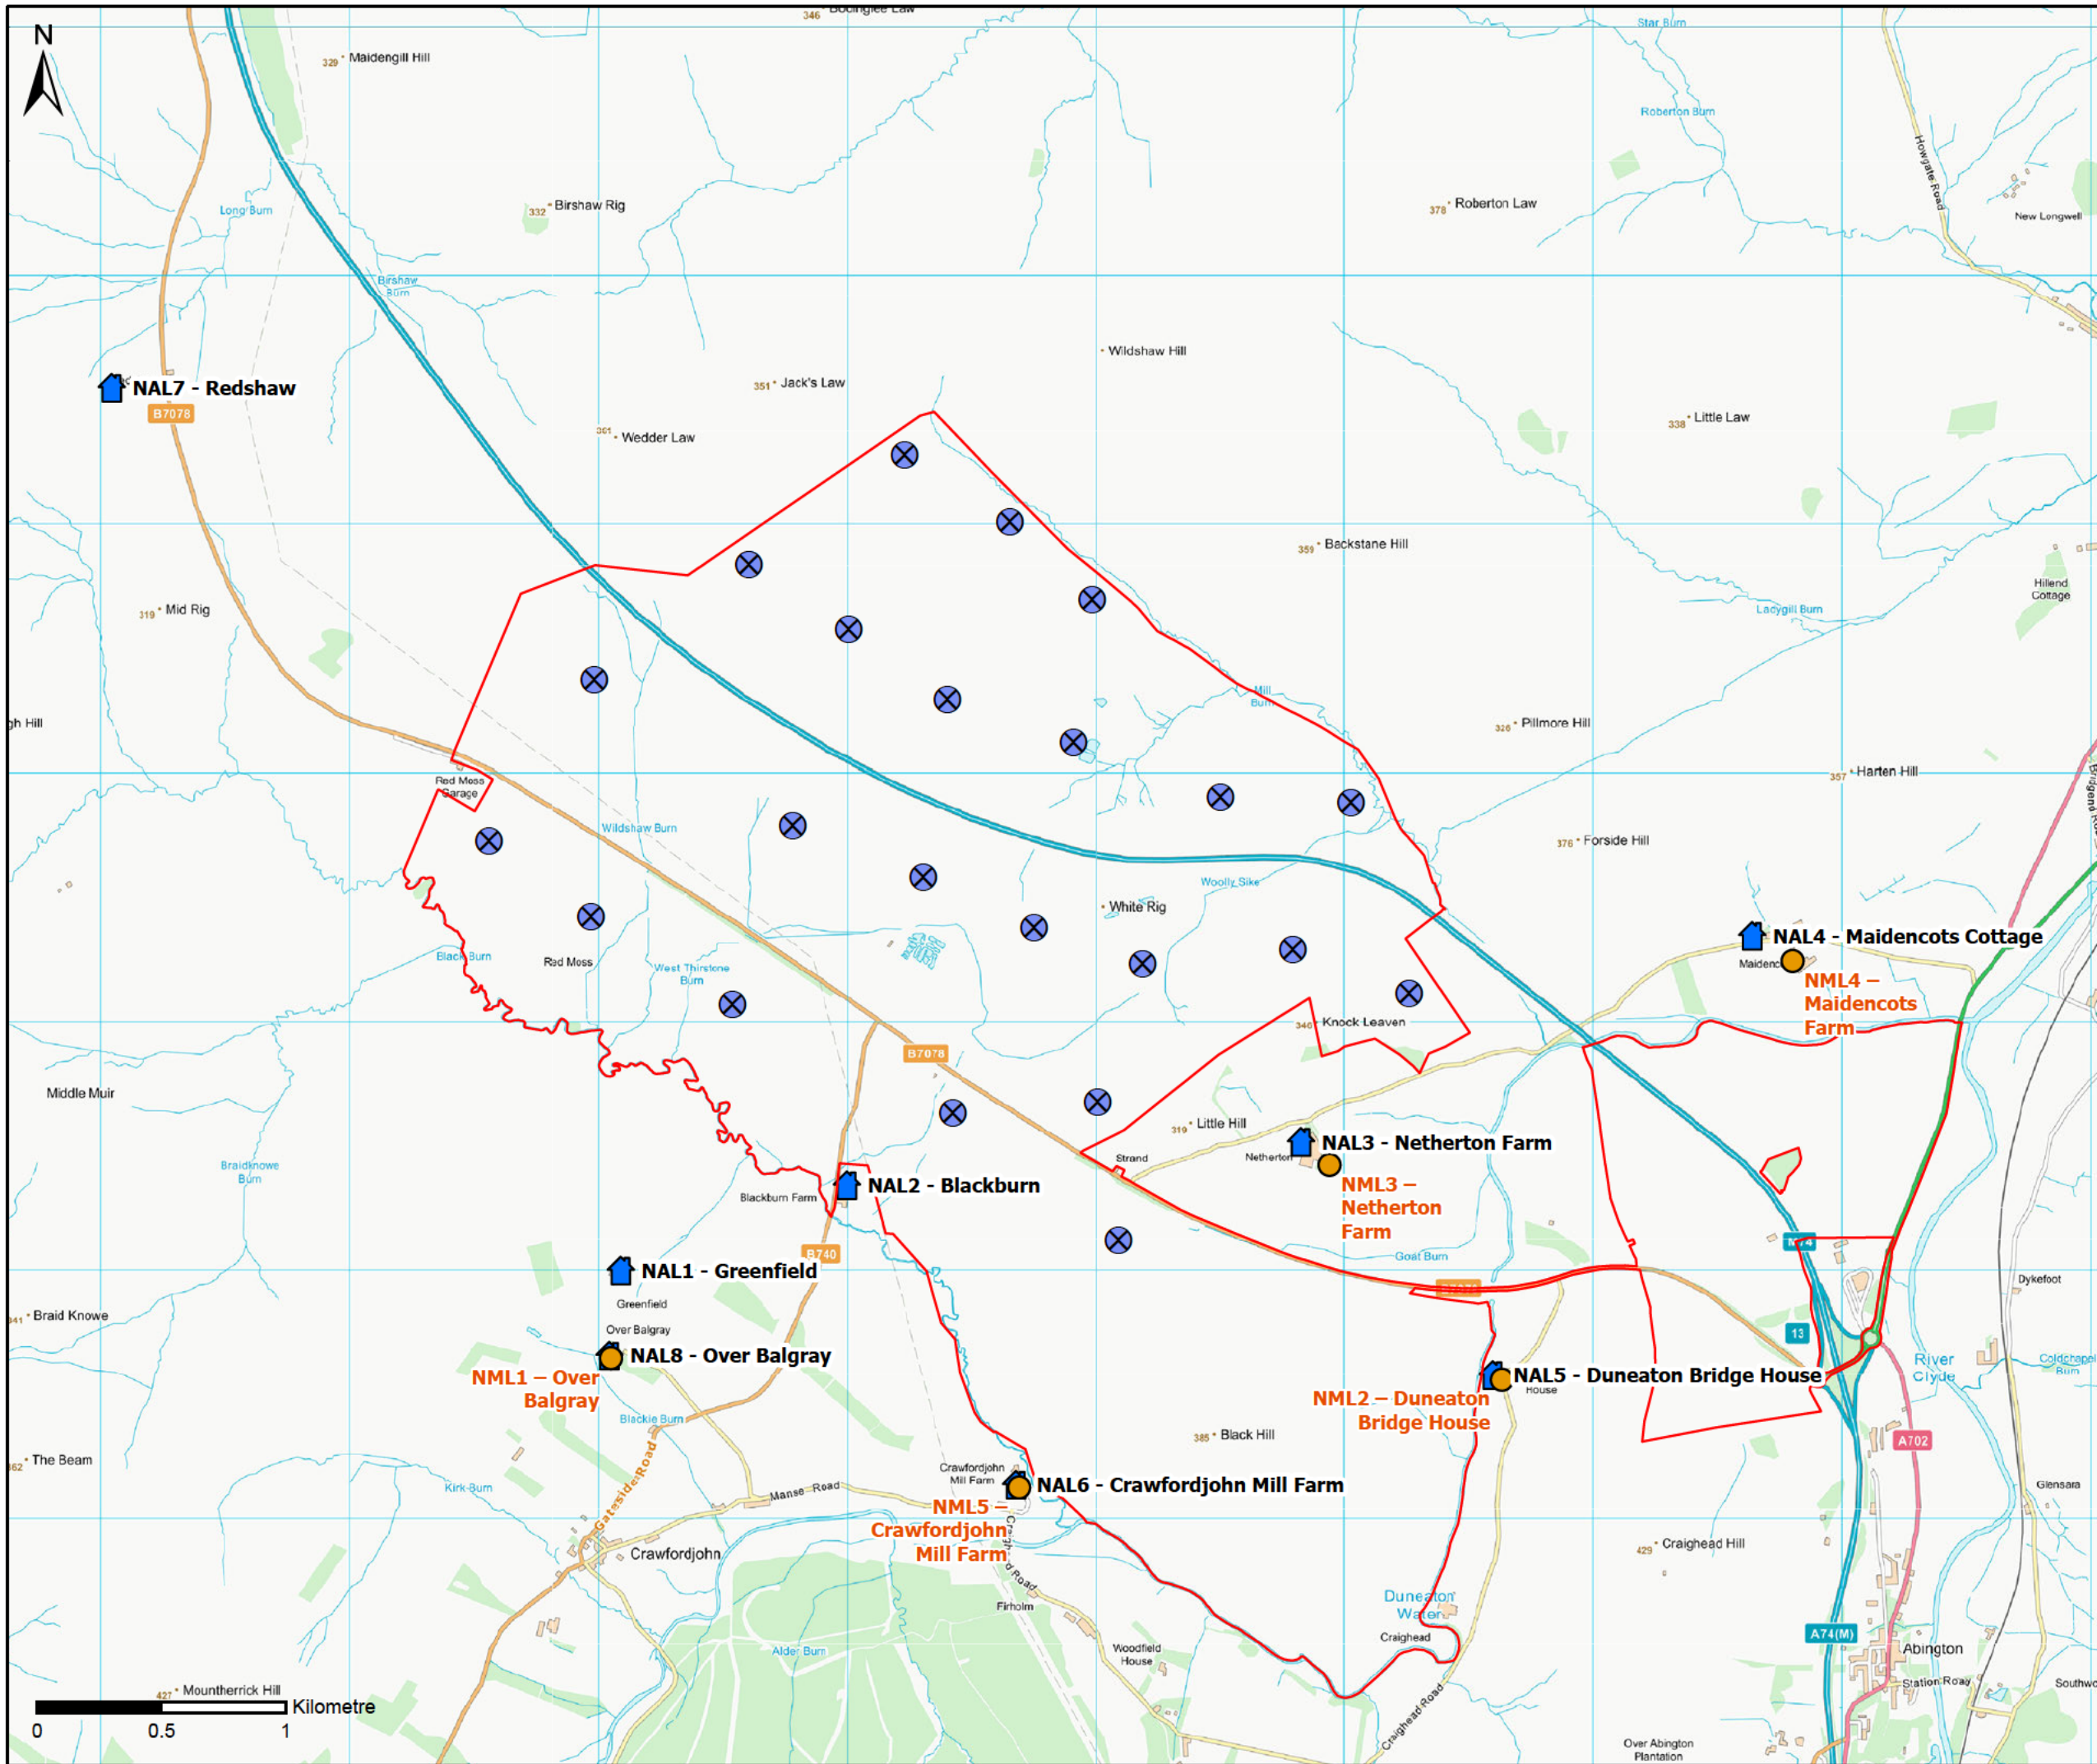 N
346
329 Maidengill Hill
Star Burn
Roberton Burn
Howgate Road
332 Birshaw Rig
378 Roberton Law
New Longwell
Long Burn
Birshaw
Burn
Wildshaw Hill
NAL7 - Redshaw
351 Jack's Law
B7078
Wedder Law
338 Little Law
359 Backstane Hill
Hillend
Cottage
319 Mid Rig
Ladygill Burn
gh Hill
Mill
Burn
326 Pillmore Hill
357 Harten Hill
Red Moss
Garage
Wildshaw Burn
376 Forside Hill
Woolly Sike
White Rig
NAL4 - Maidencots Cottage
Black Burn
Red Moss
West Thirstone
Burn
NML4 –
Maidencots
Farm
346 Knock Leaven
B7078
Middle Muir
319 Little Hill
NAL3 - Netherton Farm
Strand
Netherton
Braidknowe
Burn
NAL2 - Blackburn
Blackburn Farm
NML3 –
Netherton
Farm
B740
Goat Burn
NAL1 - Greenfield
Greenfield
Dykefoot
Braid Knowe
Over Balgray
13
NAL8 - Over Balgray
NML1 – Over
Balgray
NAL5 - Duneaton Bridge House
House
NML2 – Duneaton
Bridge House
River
Clyde
Coldchapel
Burn
Blackie Burn
385 Black Hill
A702
The Beam
Gateside Road
Crawfordjohn
Mill Farm
NAL6 - Crawfordjohn Mill Farm
Kirk Burn
Manse Road
Glensara
NML5 –
Crawfordjohn
Mill Farm
Crawfordjohn
429 Craighead Hill
Firholm
Duneaton
Water
Craighead
A74(M)
Alder Burn
Woodfield
House
Abington
Station Road
427 Mountherrick Hill
Kilometre
0 0.5 1
Craighead Road
Over Abington
Plantation